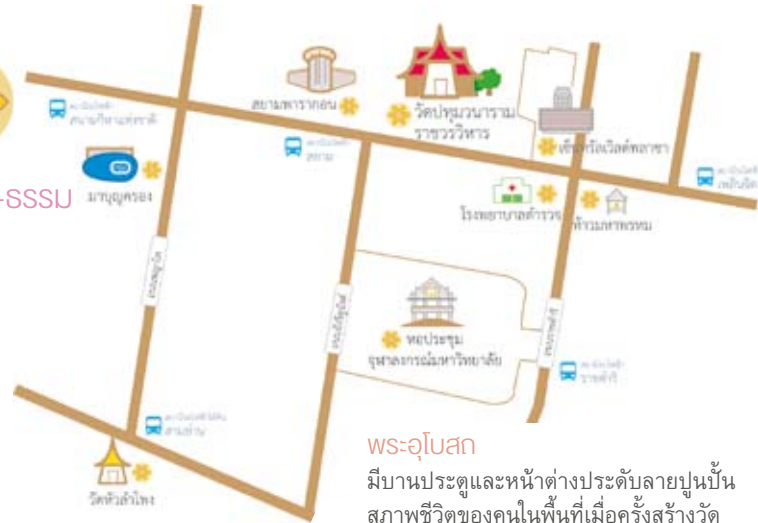 สยามพารากอน
วัดปทุมวนาราม
ราชวรวิหาร
สถานีรถไฟฟ้า
สนามกีฬาแห่งชาติ
สถานีรถไฟฟ้า
สยาม
เซ็นทรัลเวิลด์พลาซา
สถานีรถไฟฟ้า
เพลินจิต
-ธรรม
มาบุญครอง
โรงพยาบาลตำรวจ
ท้าวมหาพรหม
ถนนพญาไท
หอประชุม
จุฬาลงกรณ์มหาวิทยาลัย
ถนนอังรีดูนังต์
ถนนราชดำริ
สถานีรถไฟฟ้า
ราชดำริ
สถานีรถไฟฟ้าใต้ดิน
สามย่าน
วัดหัวลำโพง
พระอุโบสถ
มีบานประตูและหน้าต่างประดับลายปูนปั้น
สภาพชีวิตของคนในพื้นที่เมื่อครั้งสร้างวัด